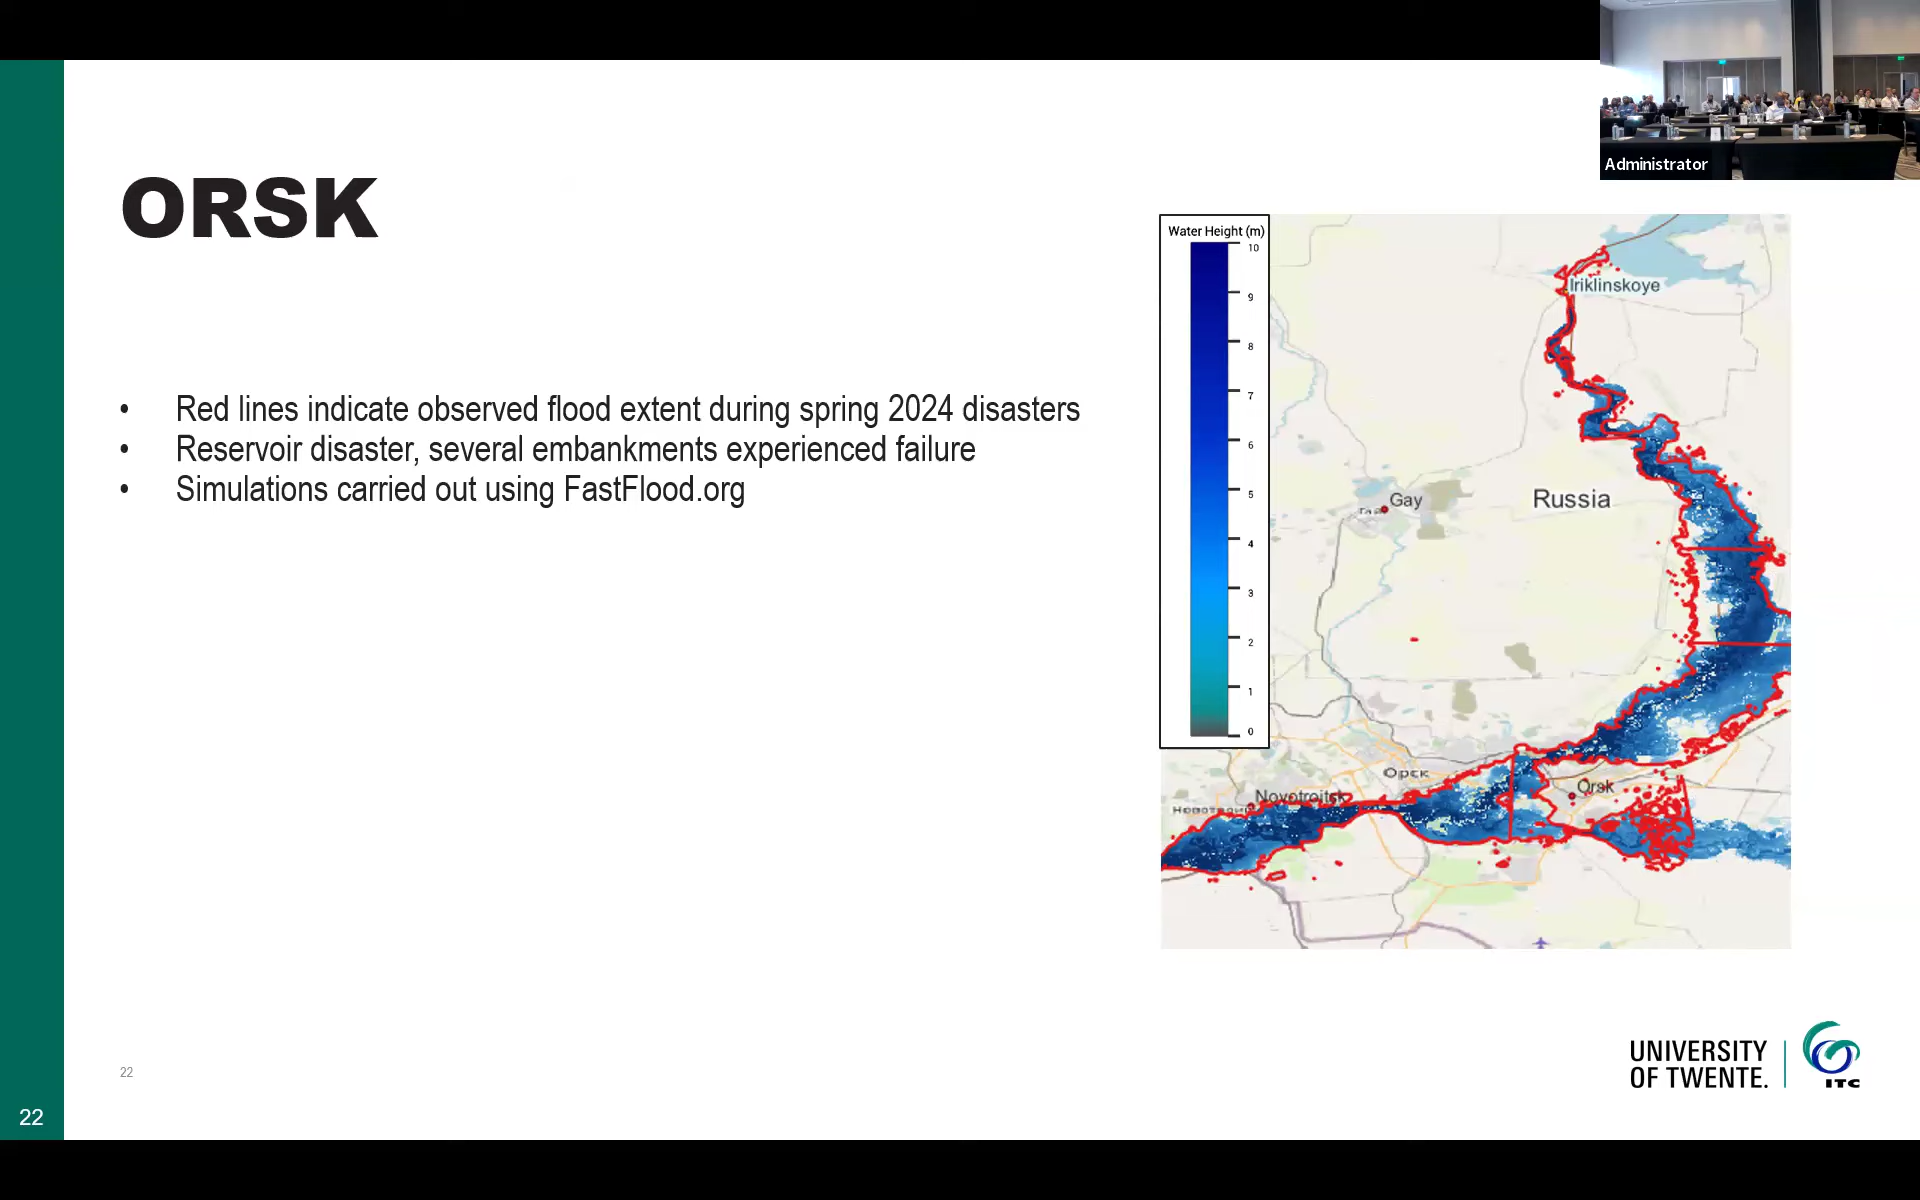 Administrator
ORSK
• Red lines indicate observed flood extent during spring 2024 disasters
• Reservoir disaster, several embankments experienced failure
• Simulations carried out using FastFlood.org
Water Height (m)
10
9
8
7
6
5
4
3
2
1
0
Iriklinskoye
Gay
Russia
Орск
Orsk
Novotroitsk
22
22
UNIVERSITY
OF TWENTE.
ITC